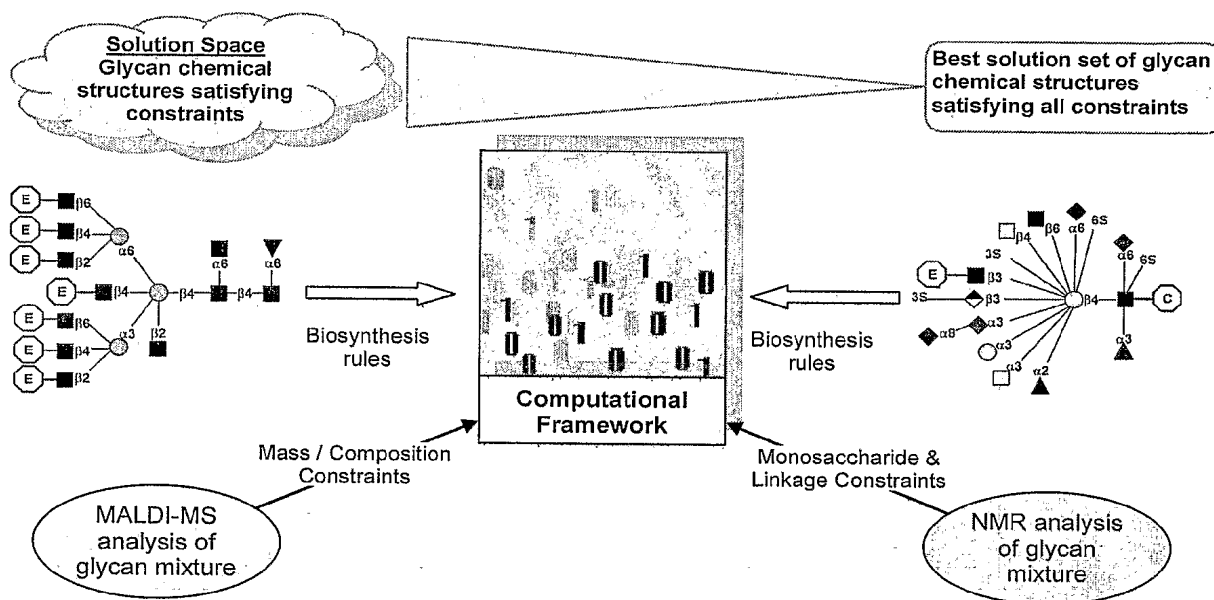 Solution Space
Glycan chemical
structures satisfying
constraints
Best solution set of glycan
chemical structures
satisfying all constraints
E
β6
E
β4
E
β2
α6
α6
α6
E
β4
β4
β4
E
β6
α3
β2
E
β4
E
β2
Biosynthesis
rules
Computational
Framework
Biosynthesis
rules
β4
β6
α6
6S
α6
6S
3S
E
β3
3S
β3
β4
C
α8
α3
α3
α3
α2
α3
Mass / Composition
Constraints
Monosaccharide &
Linkage Constraints
MALDI-MS
analysis of
glycan mixture
NMR analysis
of glycan
mixture